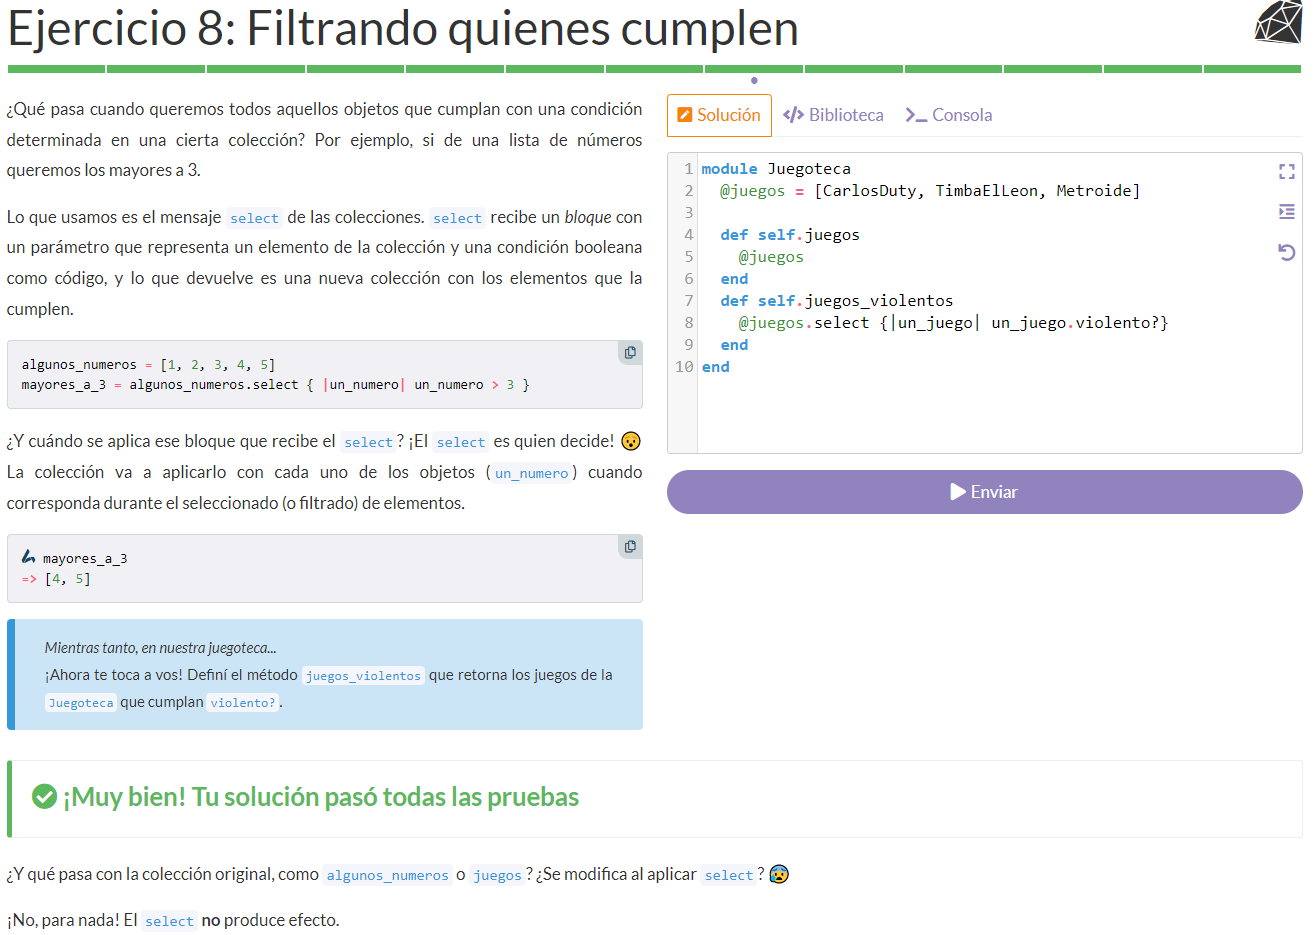 Ejercicio 8: Filtrando quienes cumplen
¿Qué pasa cuando queremos todos aquellos objetos que cumplan con una condición
determinada en una cierta colección? Por ejemplo, si de una lista de números
queremos los mayores a 3.
Lo que usamos es el mensaje select de las colecciones. select recibe un bloque con
un parámetro que representa un elemento de la colección y una condición booleana
como código, y lo que devuelve es una nueva colección con los elementos que la
cumplen.
algunos_numeros = [1, 2, 3, 4, 5]
mayores_a_3 = algunos_numeros.select { |un_numero| un_numero > 3 }
¿Y cuándo se aplica ese bloque que recibe el select? ¡El select es quien decide! 😮
La colección va a aplicarlo con cada uno de los objetos (un_numero) cuando
corresponda durante el seleccionado (o filtrado) de elementos.
mayores_a_3
=> [4, 5]
Mientras tanto, en nuestra juegoteca...
¡Ahora te toca a vos! Definí el método juegos_violentos que retorna los juegos de la
Juegoteca que cumplan violento?.
Solución </> Biblioteca >_ Consola
1 module Juegoteca
2 @juegos = [CarlosDuty, TimbaElLeon, Metroide]
3
4 def self.juegos
5 @juegos
6 end
7 def self.juegos_violentos
8 @juegos.select {|un_juego| un_juego.violento?}
9 end
10 end
Enviar
¡Muy bien! Tu solución pasó todas las pruebas
¿Y qué pasa con la colección original, como algunos_numeros o juegos? ¿Se modifica al aplicar select? 😰
¡No, para nada! El select no produce efecto.